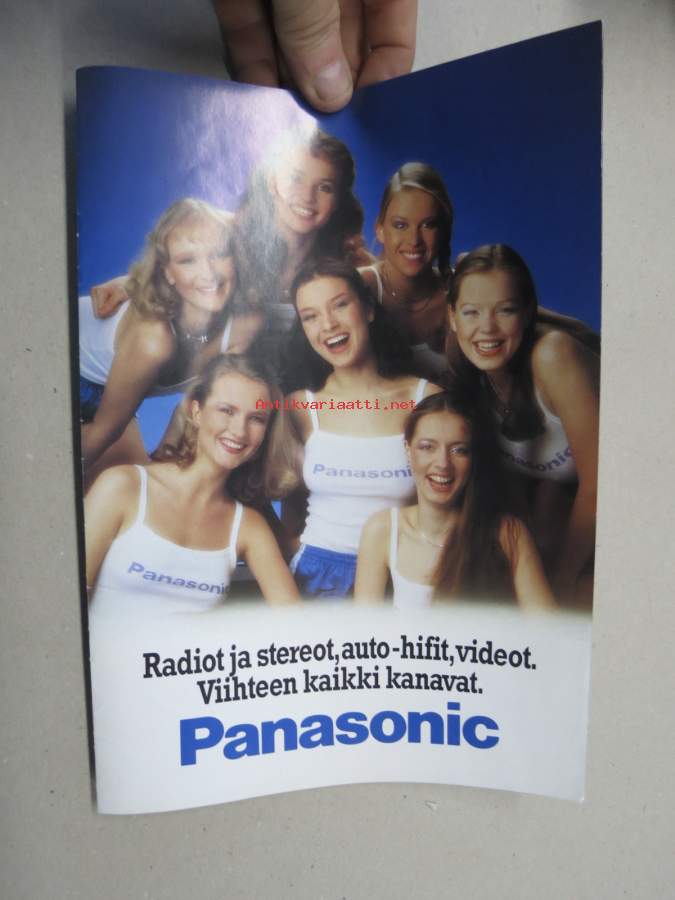 Antikvariaatti.net
Panasonic
Panasonic
Panasonic
Radiot ja stereot, auto-hifit, videot.
Viihteen kaikki kanavat.
Panasonic